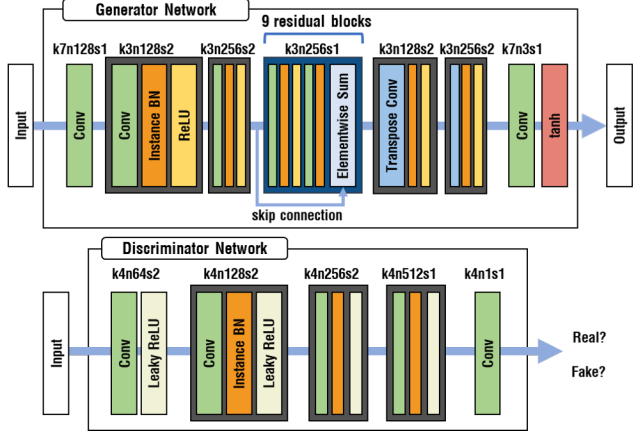 Generator Network
9 residual blocks
k7n128s1
k3n128s2
k3n256s2
k3n256s1
k3n128s2
k3n256s2
k7n3s1
Input
Conv
Conv
Instance BN
ReLU
Elementwise Sum
Transpose Conv
Conv
tanh
Output
skip connection
Discriminator Network
k4n64s2
k4n128s2
k4n256s2
k4n512s1
k4n1s1
Input
Conv
Leaky ReLU
Conv
Instance BN
Leaky ReLU
Conv
Real?
Fake?